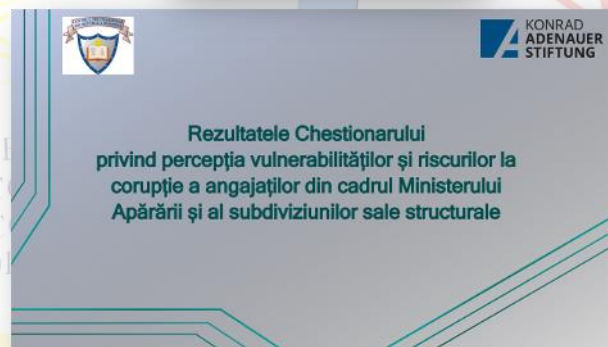 KONRAD
ADENAUER
STIFTUNG
Rezultatele Chestionarului
privind percepția vulnerabilităților și riscurilor la
corupție a angajaților din cadrul Ministerului
Apărării și al subdiviziunilor sale structurale